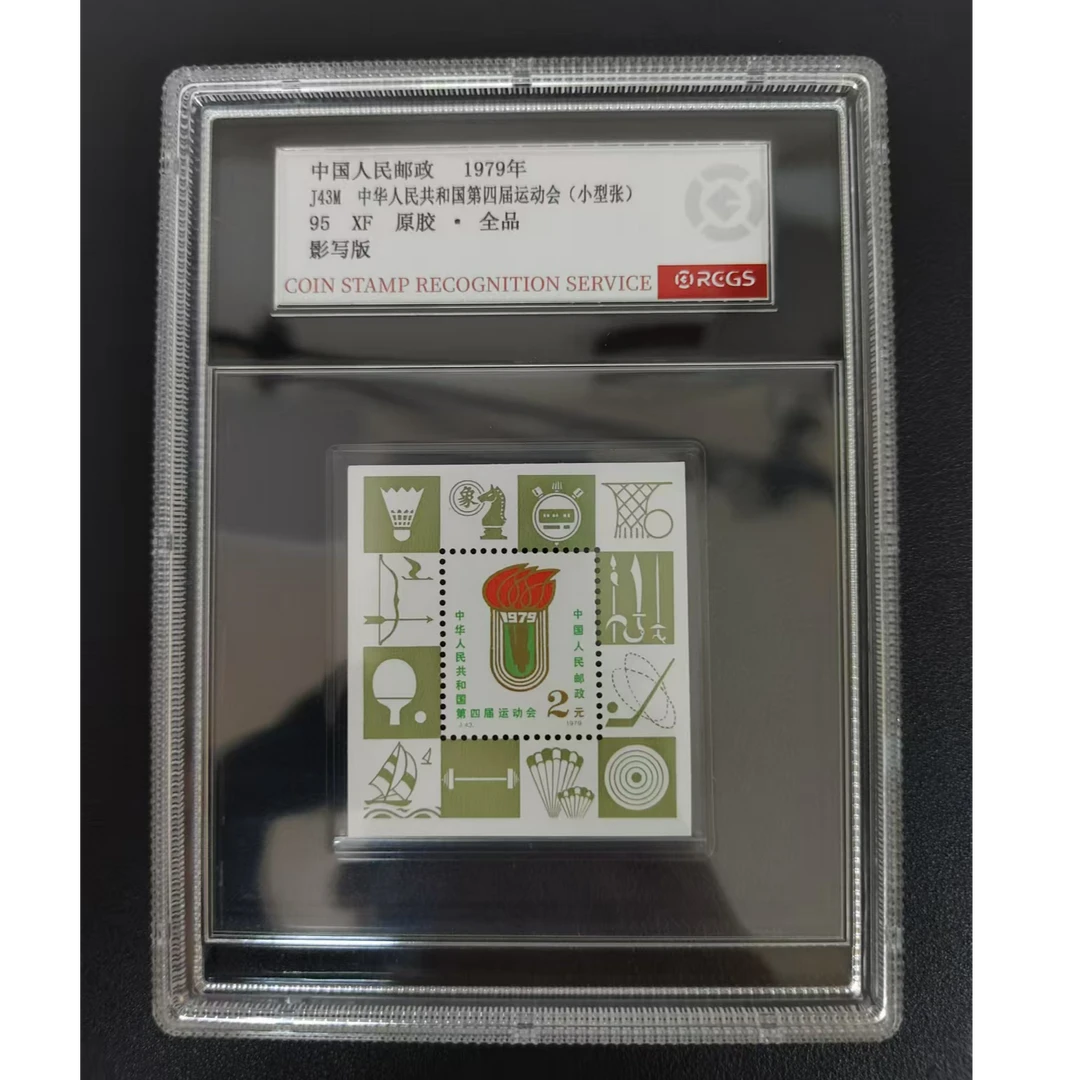 中国人民邮政 1979年
J43M 中华人民共和国第四届运动会（小型张）
95 XF 原胶 · 全品
影写版
COIN STAMP RECOGNITION SERVICE RCGS
象
1979
中华人民共和国
第四届运动会
中国人民邮政
2元
J.43.
1979